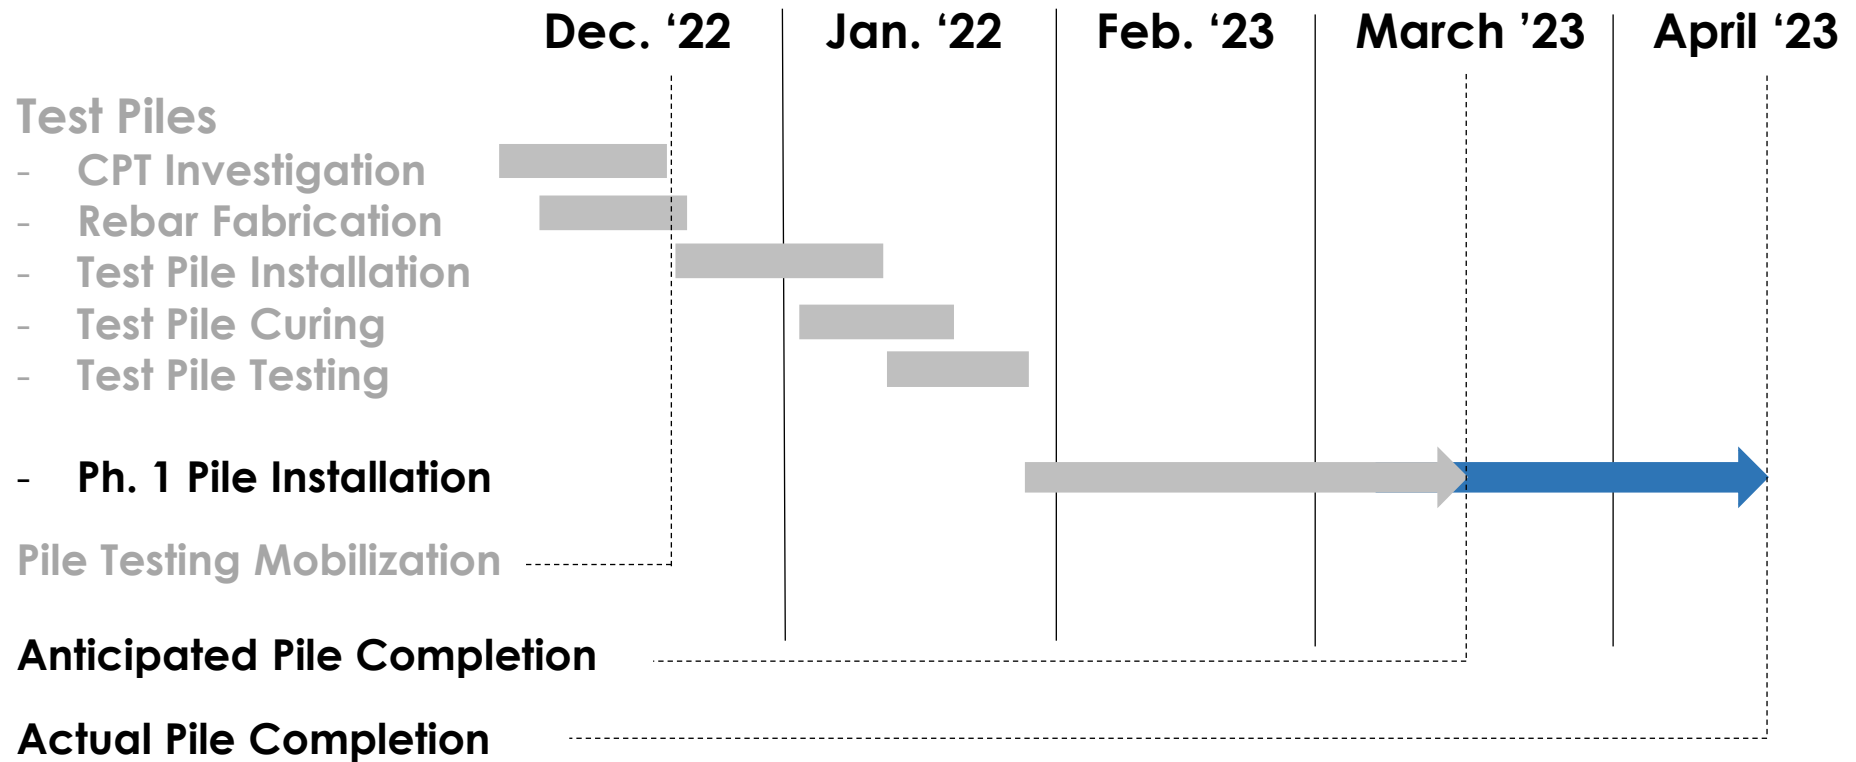 Dec. ‘22 Jan. ‘22 Feb. ‘23 March ’23 April ‘23
Test Piles
- CPT Investigation
- Rebar Fabrication
- Test Pile Installation
- Test Pile Curing
- Test Pile Testing
- Ph. 1 Pile Installation
Pile Testing Mobilization
Anticipated Pile Completion
Actual Pile Completion